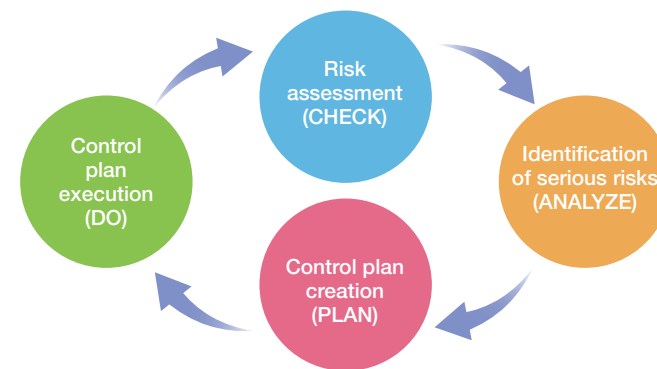 Risk
assessment
(CHECK)
Identification
of serious risks
(ANALYZE)
Control plan
creation
(PLAN)
Control
plan
execution
(DO)